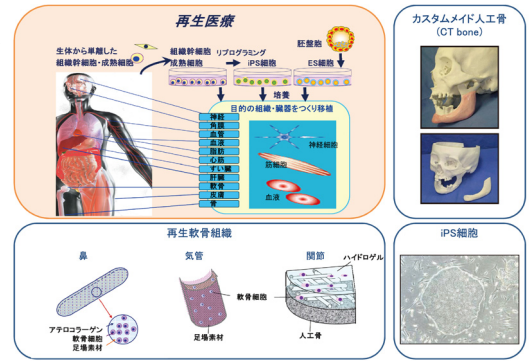 再生医療
生体から単離した
組織幹細胞・成熟細胞
組織幹細胞
成熟細胞
リプログラミング
iPS細胞
胚盤胞
ES細胞
培養
目的の組織・臓器をつくり移植
神経
角膜
血管
血液
脂肪
心筋
すい臓
肝臓
軟骨
皮膚
骨
神経細胞
筋細胞
血液
カスタムメイド人工骨
(CT bone)
再生軟骨組織
鼻
アテロコラーゲン
軟骨細胞
足場素材
気管
軟骨細胞
足場素材
関節
ハイドロゲル
人工骨
iPS細胞